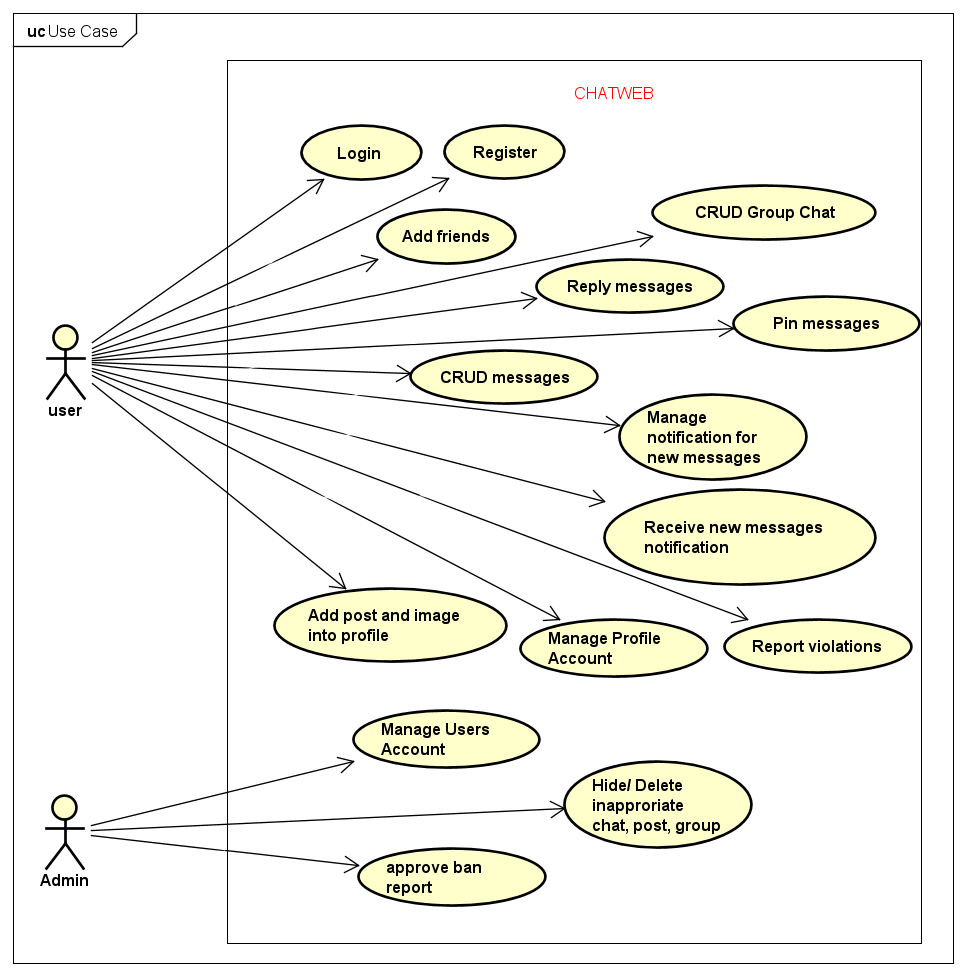 uc Use Case
CHATWEB
Login
Register
CRUD Group Chat
Add friends
Reply messages
Pin messages
user
CRUD messages
Manage
notification for
new messages
Receive new messages
notification
Add post and image
into profile
Manage Profile
Account
Report violations
Manage Users
Account
Hide/ Delete
inapproriate
chat, post, group
Admin
approve ban
report